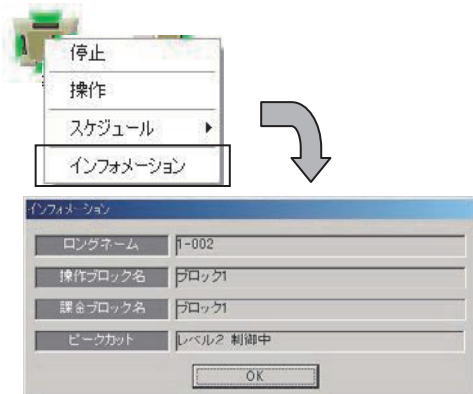 停止
操作
スケジュール
インフォメーション
インフォメーション
ロングネーム 1-002
操作ブロック名 ブロック1
課金ブロック名 ブロック1
ピークカット レベル2 制御中
OK